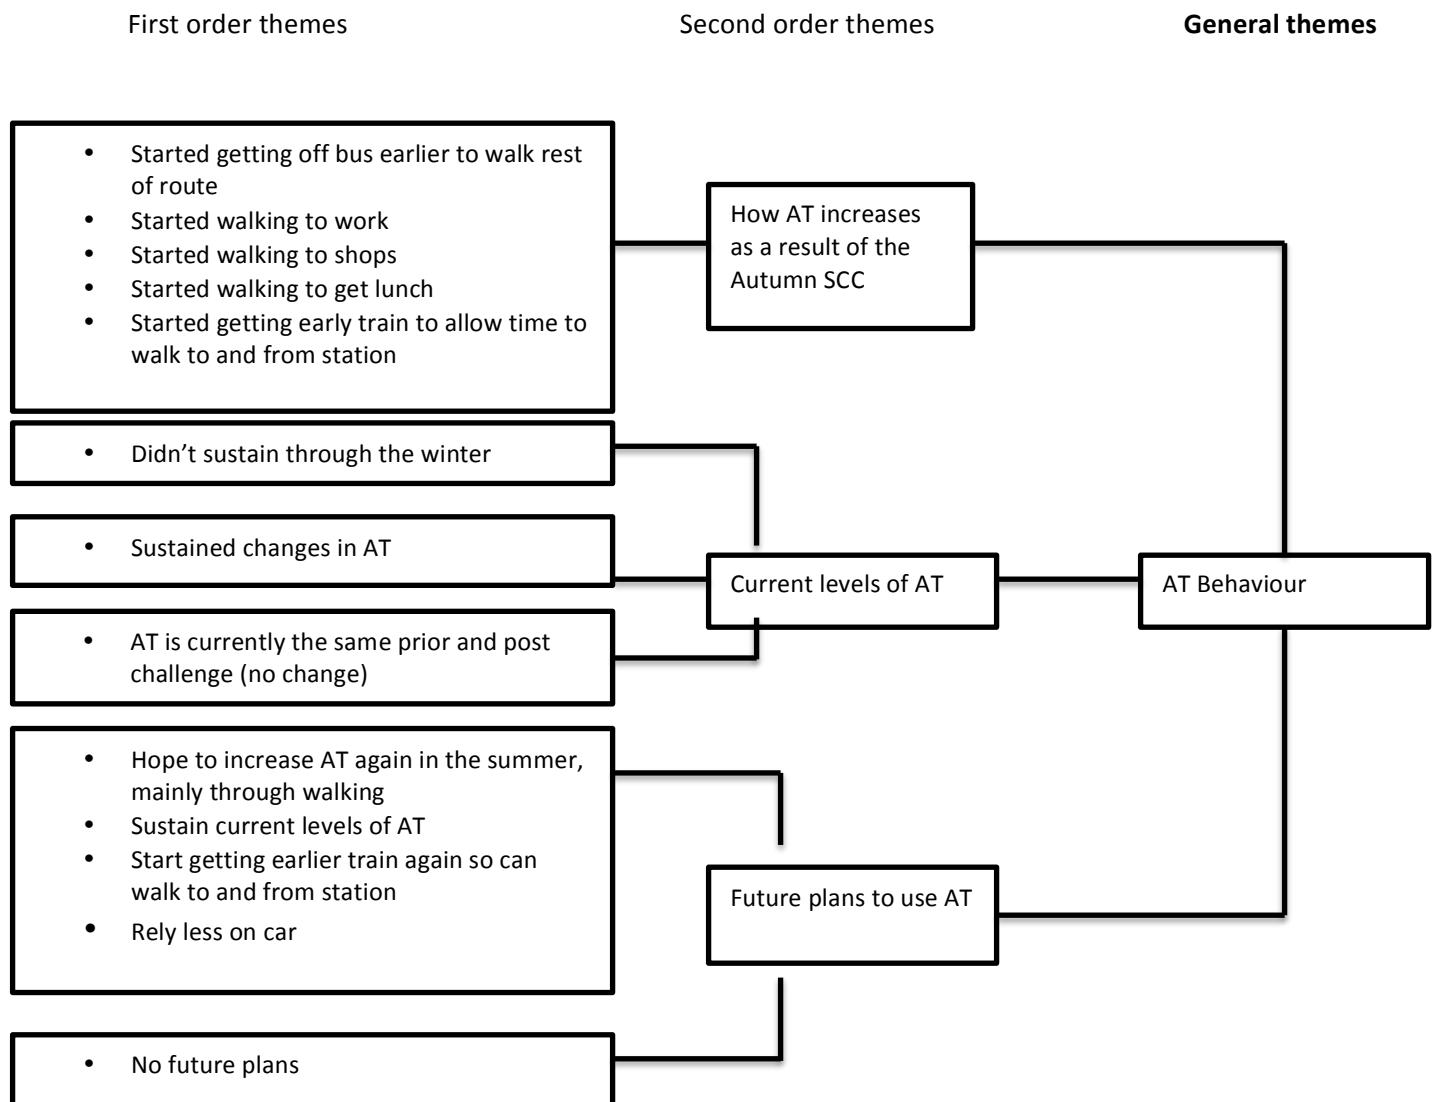 First order themes
Second order themes
General themes
• Started getting off bus earlier to walk rest
of route
• Started walking to work
• Started walking to shops
• Started walking to get lunch
• Started getting early train to allow time to
walk to and from station
How AT increases
as a result of the
Autumn SCC
• Didn’t sustain through the winter
• Sustained changes in AT
• AT is currently the same prior and post
challenge (no change)
Current levels of AT
AT Behaviour
• Hope to increase AT again in the summer,
mainly through walking
• Sustain current levels of AT
• Start getting earlier train again so can
walk to and from station
• Rely less on car
Future plans to use AT
• No future plans